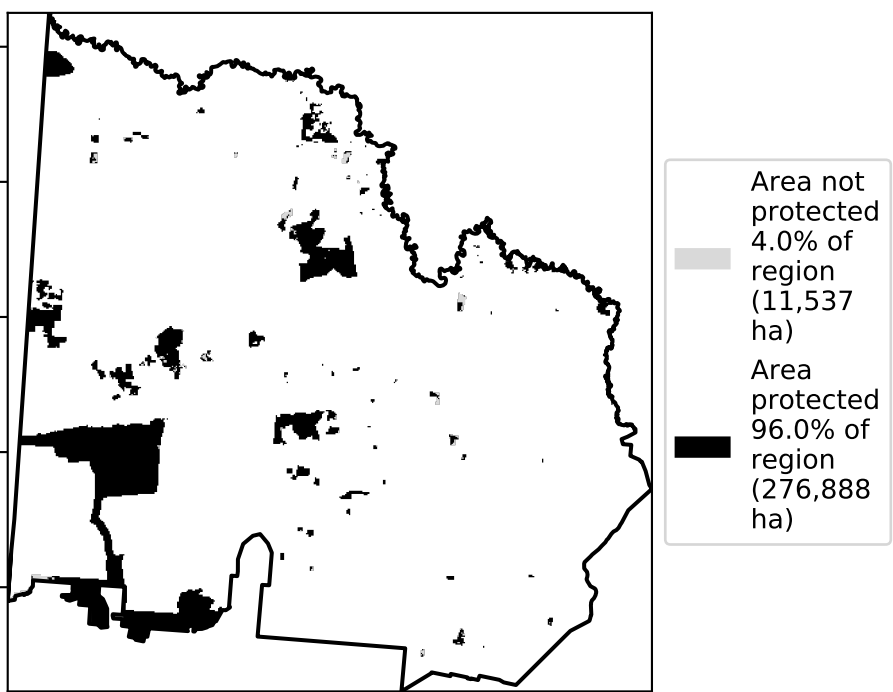 Area not
protected
4.0% of
region
(11,537
ha)
Area
protected
96.0% of
region
(276,888
ha)